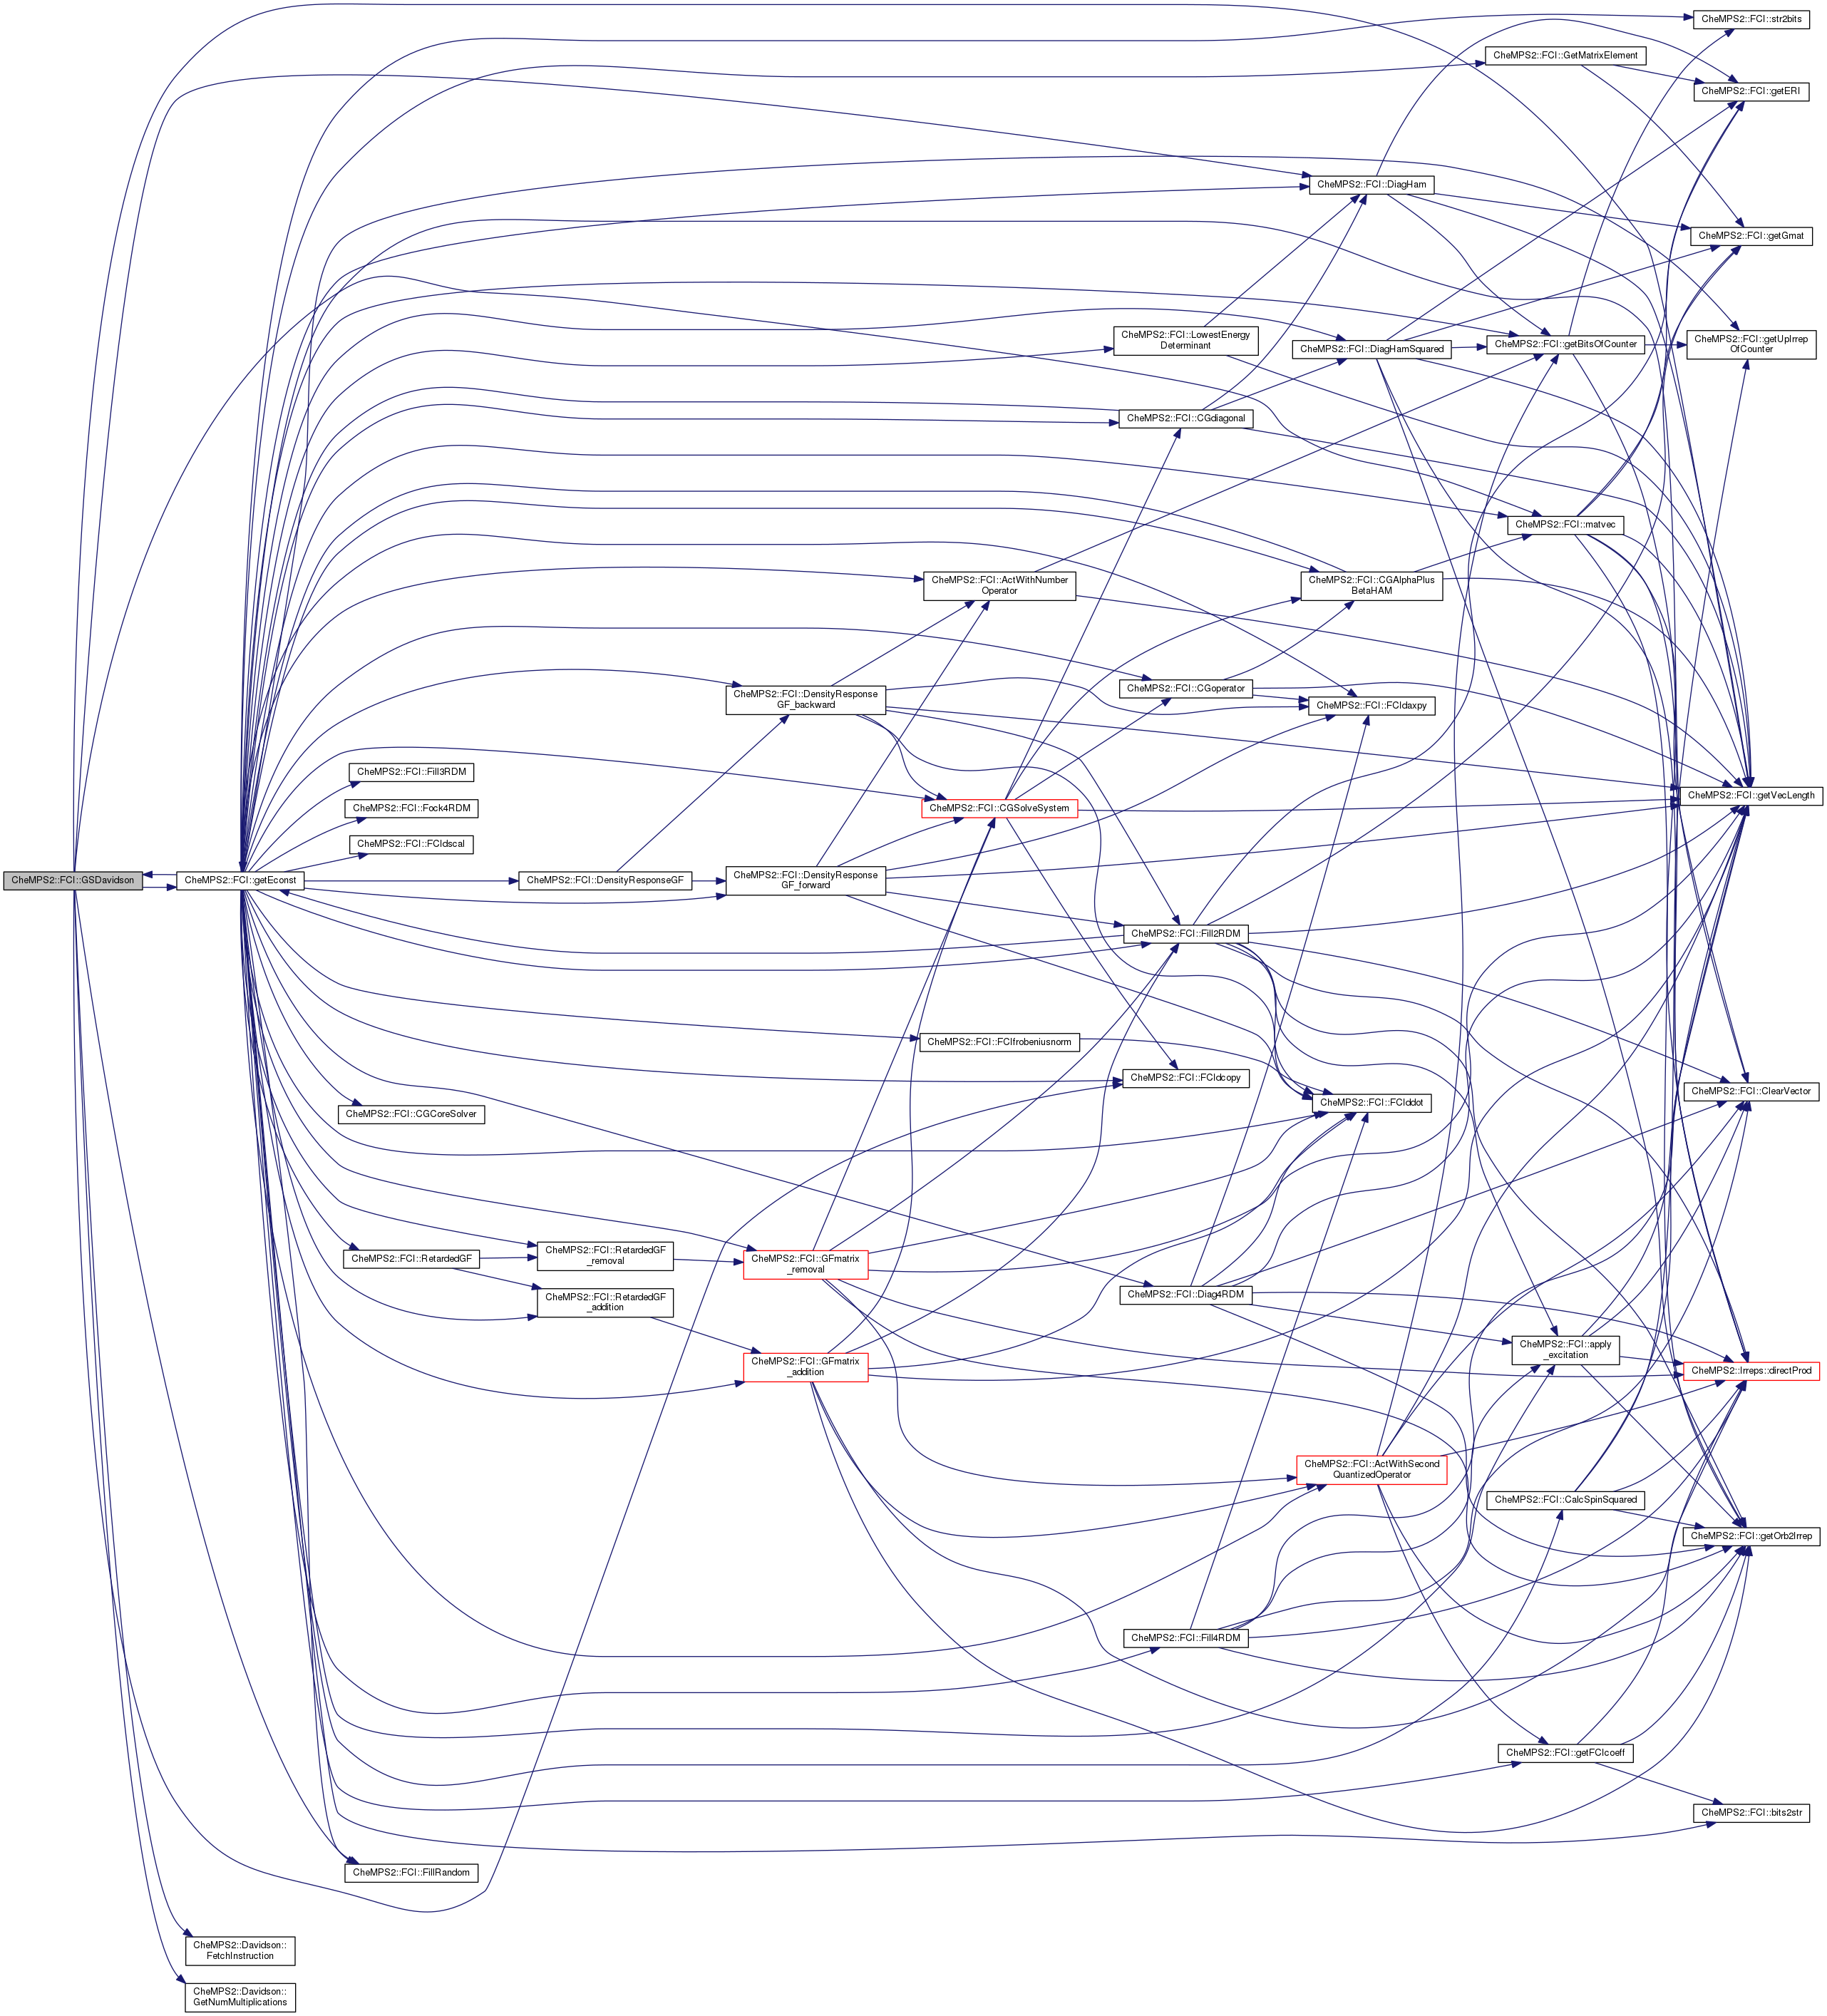 CheMPS2::FCI::str2bits
CheMPS2::FCI::GetMatrixElement
CheMPS2::FCI::getERI
CheMPS2::FCI::DiagHam
CheMPS2::FCI::getGmat
CheMPS2::FCI::LowestEnergy
Determinant
CheMPS2::FCI::DiagHamSquared
CheMPS2::FCI::getBitsOfCounter
CheMPS2::FCI::getUpIrrep
OfCounter
CheMPS2::FCI::CGdiagonal
CheMPS2::FCI::matvec
CheMPS2::FCI::ActWithNumber
Operator
CheMPS2::FCI::CGAlphaPlus
BetaHAM
CheMPS2::FCI::DensityResponse
GF_backward
CheMPS2::FCI::CGoperator
CheMPS2::FCI::FCIdaxpy
CheMPS2::FCI::Fill3RDM
CheMPS2::FCI::Fock4RDM
CheMPS2::FCI::CGSolveSystem
CheMPS2::FCI::getVecLength
CheMPS2::FCI::FCIdscal
CheMPS2::FCI::GSDavidson
CheMPS2::FCI::getEconst
CheMPS2::FCI::DensityResponseGF
CheMPS2::FCI::DensityResponse
GF_forward
CheMPS2::FCI::Fill2RDM
CheMPS2::FCI::FCIfrobeniusnorm
CheMPS2::FCI::FCIdcopy
CheMPS2::FCI::FCIddot
CheMPS2::FCI::ClearVector
CheMPS2::FCI::CGCoreSolver
CheMPS2::FCI::RetardedGF
CheMPS2::FCI::RetardedGF
_removal
CheMPS2::FCI::GFmatrix
_removal
CheMPS2::FCI::RetardedGF
_addition
CheMPS2::FCI::Diag4RDM
CheMPS2::FCI::apply
_excitation
CheMPS2::FCI::GFmatrix
_addition
CheMPS2::Irreps::directProd
CheMPS2::FCI::ActWithSecond
QuantizedOperator
CheMPS2::FCI::CalcSpinSquared
CheMPS2::FCI::getOrb2Irrep
CheMPS2::FCI::Fill4RDM
CheMPS2::FCI::getFCIcoeff
CheMPS2::FCI::bits2str
CheMPS2::FCI::FillRandom
CheMPS2::Davidson::
FetchInstruction
CheMPS2::Davidson::
GetNumMultiplications